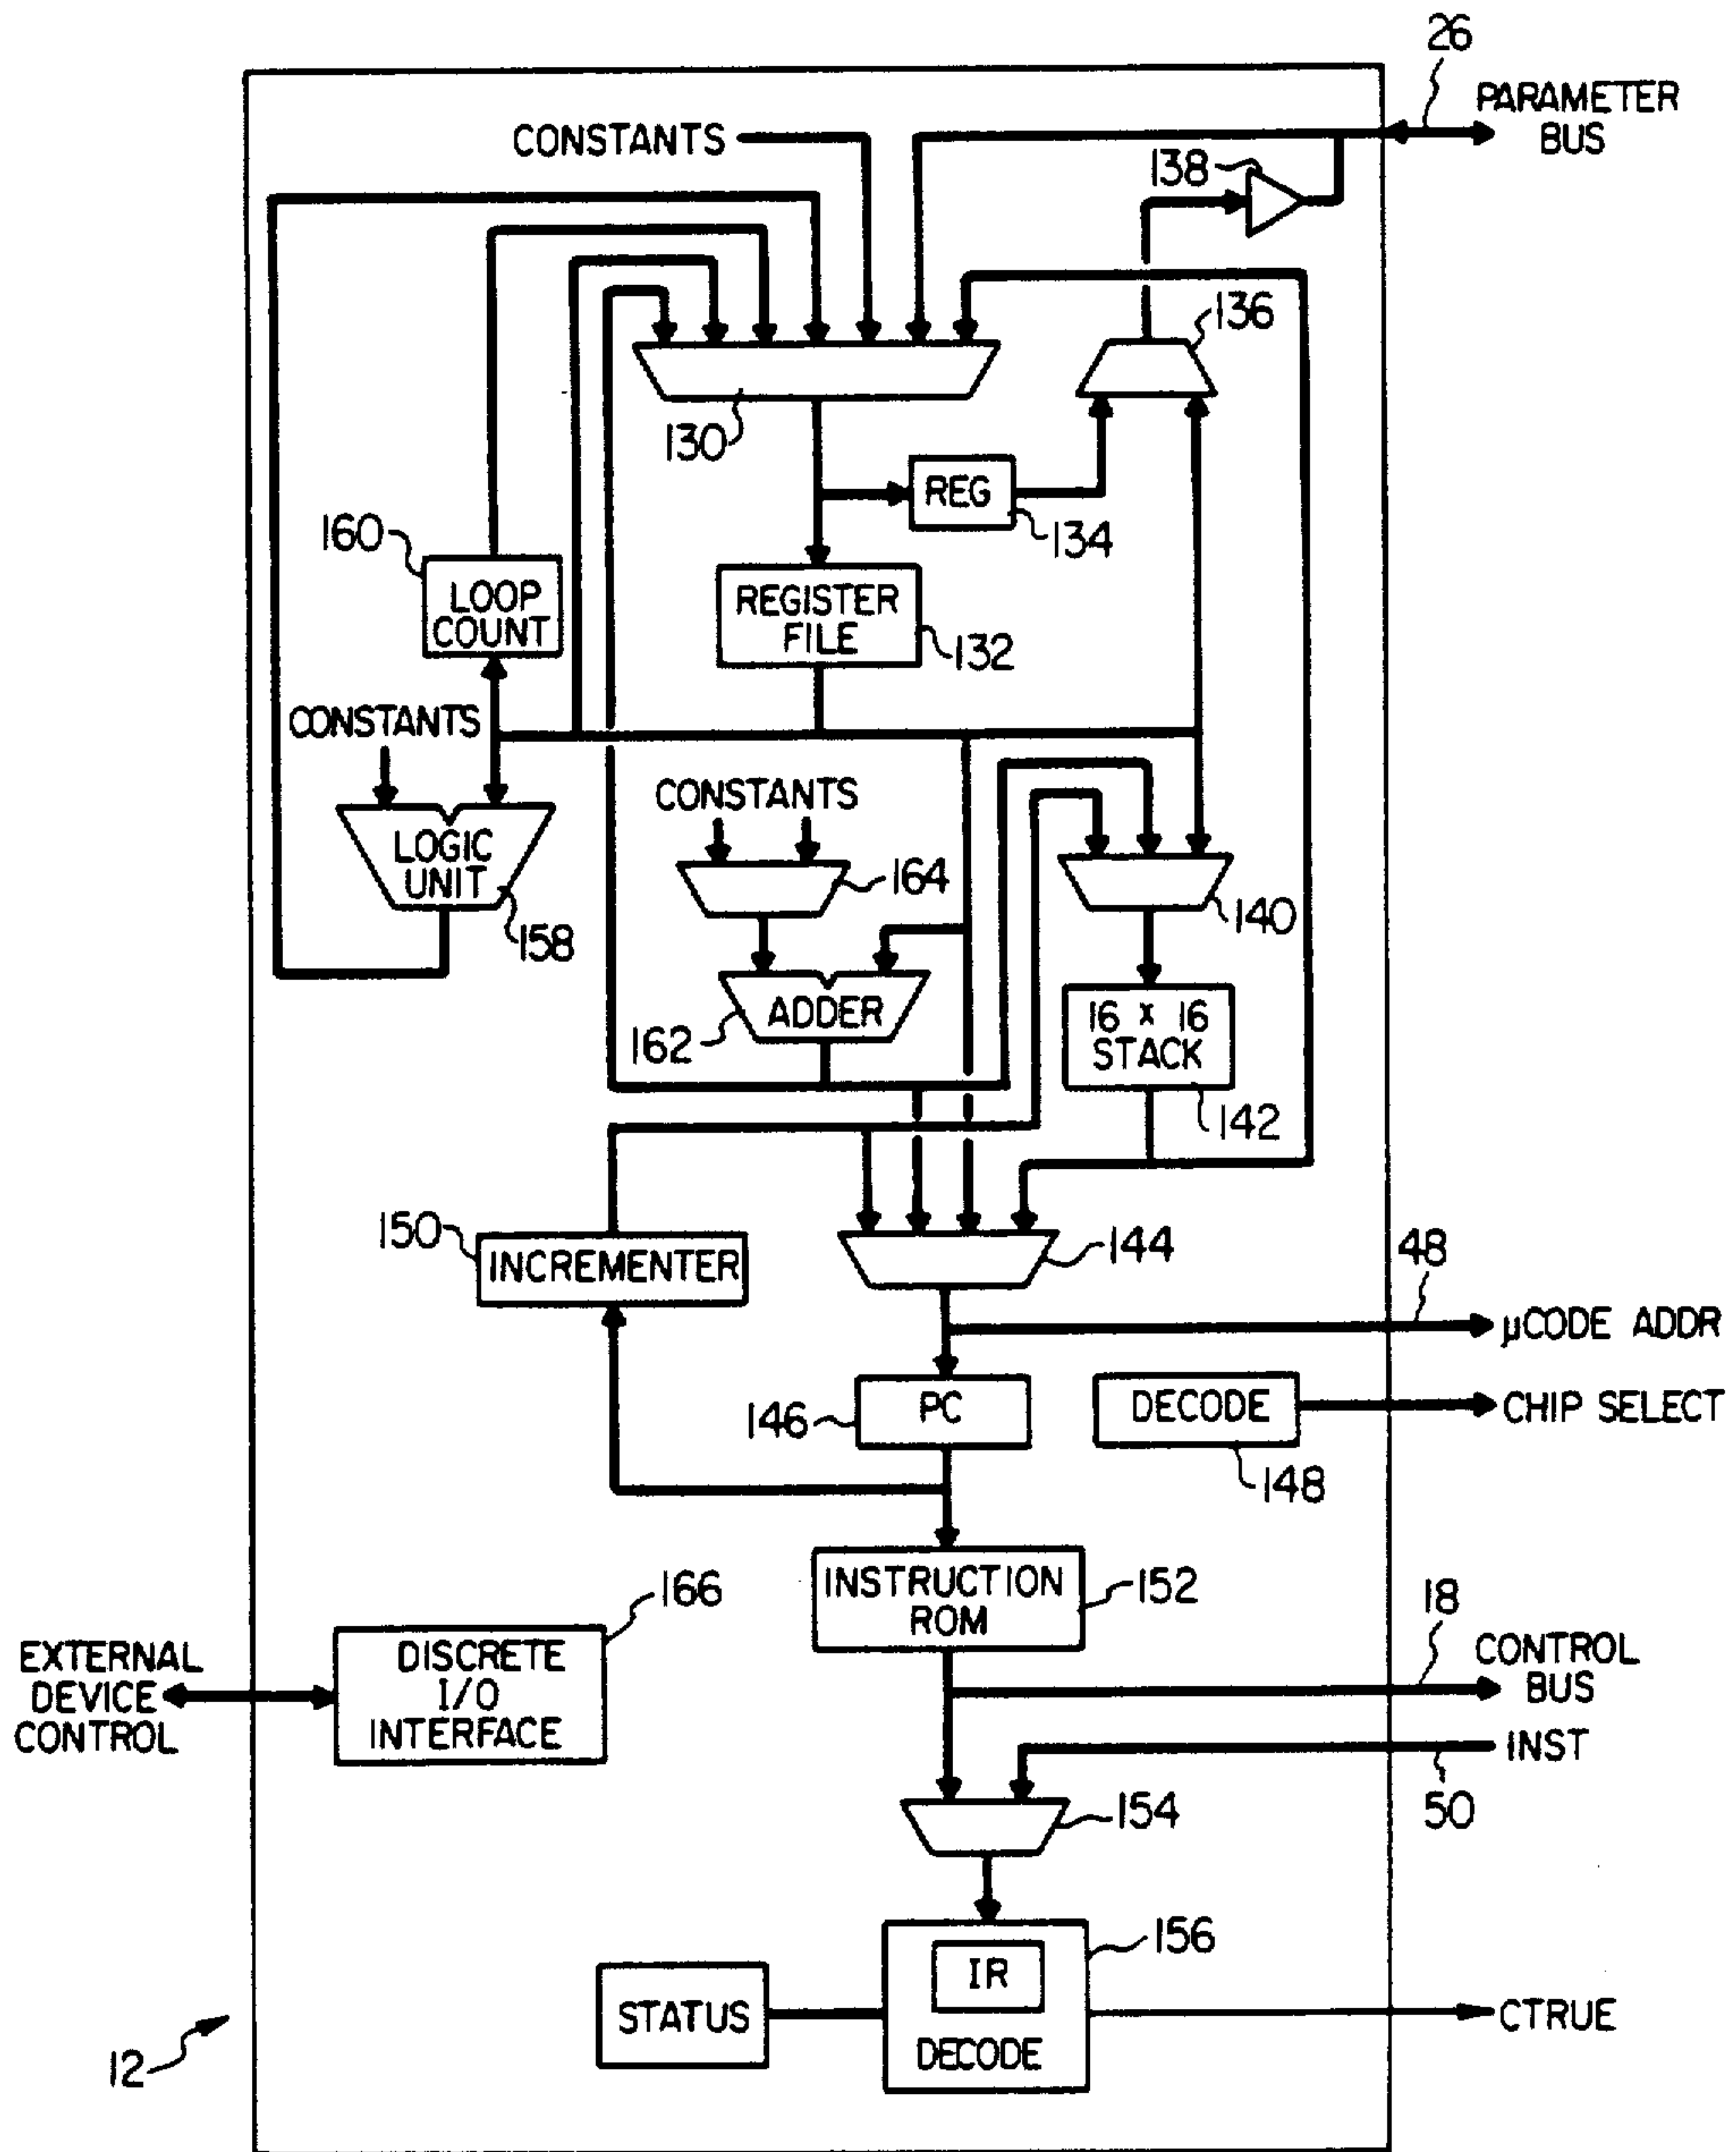 26
PARAMETER
BUS
CONSTANTS
138
136
130
REG
134
160
LOOP
COUNT
REGISTER
FILE
132
CONSTANTS
CONSTANTS
LOGIC
UNIT
158
164
140
ADDER
162
16 x 16
STACK
142
150
INCREMENTER
144
48
µCODE ADDR
PC
146
DECODE
CHIP SELECT
148
INSTRUCTION
ROM
152
166
18
EXTERNAL
DEVICE
CONTROL
DISCRETE
I/O
INTERFACE
CONTROL
BUS
INST
50
154
156
IR
STATUS
DECODE
CTRUE
12